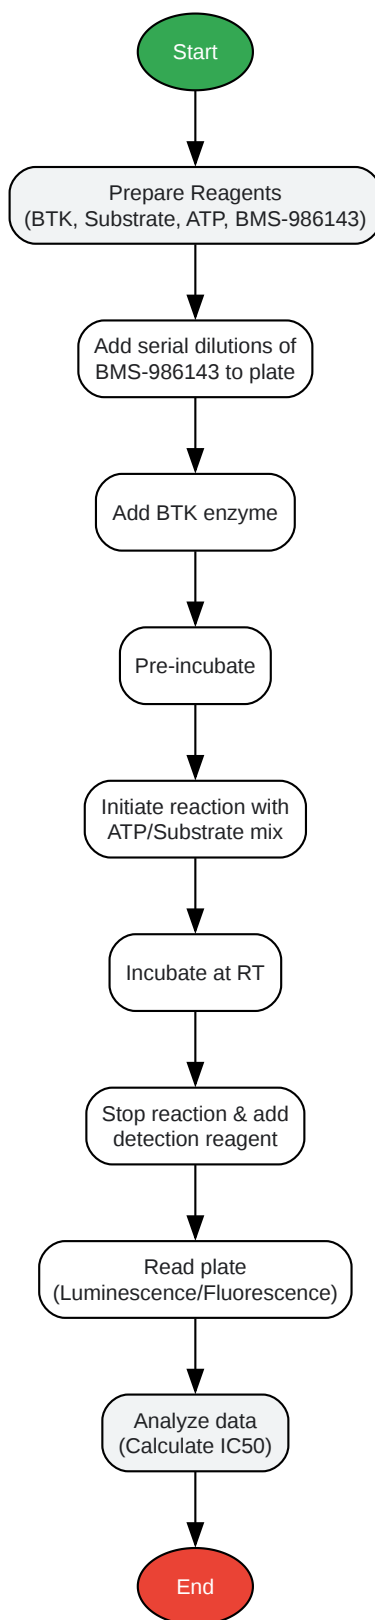 Start
Prepare Reagents
(BTK, Substrate, ATP, BMS-986143)
Add serial dilutions of
BMS-986143 to plate
Add BTK enzyme
Pre-incubate
Initiate reaction with
ATP/Substrate mix
Incubate at RT
Stop reaction & add
detection reagent
Read plate
(Luminescence/Fluorescence)
Analyze data
(Calculate IC50)
End